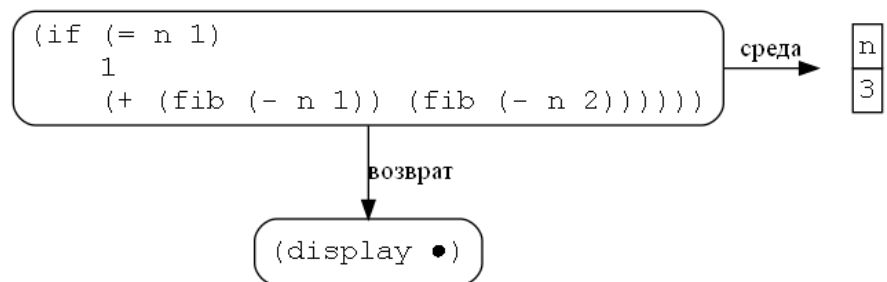 (if (= n 1)
1
(+ (fib (- n 1)) (fib (- n 2))))))
среда
n
3
возврат
(display ●)